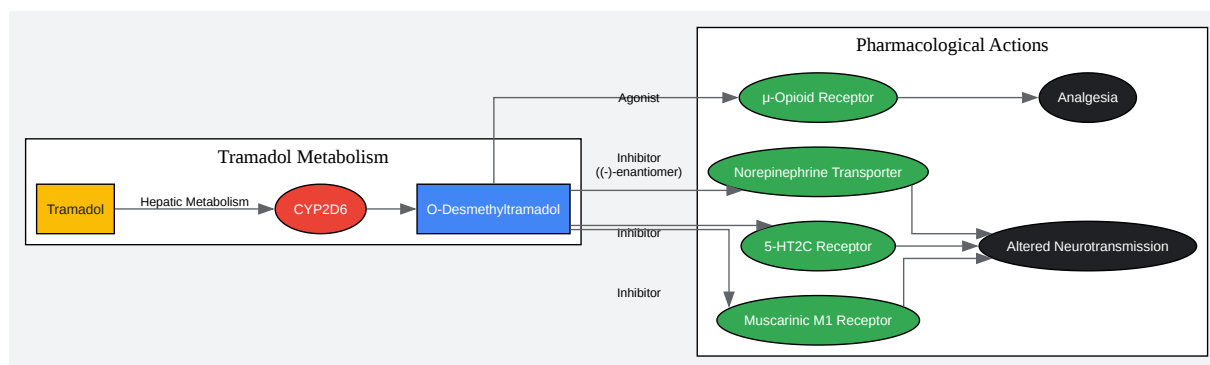 Pharmacological Actions
Agonist
μ-Opioid Receptor
Analgesia
Tramadol Metabolism
Inhibitor
((-)-enantiomer)
Norepinephrine Transporter
Tramadol
Hepatic Metabolism
CYP2D6
O-Desmethyltramadol
Inhibitor
5-HT2C Receptor
Altered Neurotransmission
Inhibitor
Muscarinic M1 Receptor